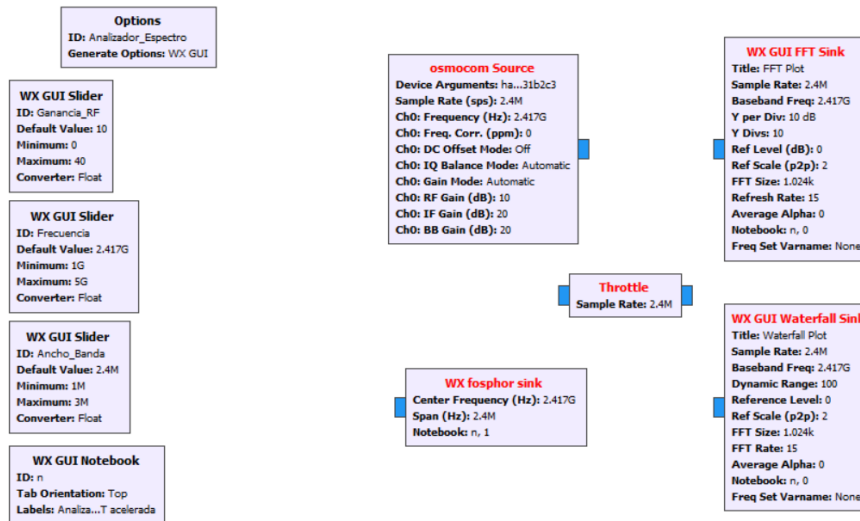 Options
ID: Analizador_Espectro
Generate Options: WX GUI
WX GUI Slider
ID: Ganancia_RF
Default Value: 10
Minimum: 0
Maximum: 40
Converter: Float
WX GUI Slider
ID: Frecuencia
Default Value: 2.417G
Minimum: 1G
Maximum: 5G
Converter: Float
WX GUI Slider
ID: Ancho_Banda
Default Value: 2.4M
Minimum: 1M
Maximum: 3M
Converter: Float
WX GUI Notebook
ID: n
Tab Orientation: Top
Labels: Analiza...T acelerada
osmocom Source
Device Arguments: ha...31b2c3
Sample Rate (sps): 2.4M
Ch0: Frequency (Hz): 2.417G
Ch0: Freq. Corr. (ppm): 0
Ch0: DC Offset Mode: Off
Ch0: IQ Balance Mode: Automatic
Ch0: Gain Mode: Automatic
Ch0: RF Gain (dB): 10
Ch0: IF Gain (dB): 20
Ch0: BB Gain (dB): 20
Throttle
Sample Rate: 2.4M
WX fosphor sink
Center Frequency (Hz): 2.417G
Span (Hz): 2.4M
Notebook: n, 1
WX GUI FFT Sink
Title: FFT Plot
Sample Rate: 2.4M
Baseband Freq: 2.417G
Y per Div: 10 dB
Y Divs: 10
Ref Level (dB): 0
Ref Scale (p2p): 2
FFT Size: 1.024k
Refresh Rate: 15
Average Alpha: 0
Notebook: n, 0
Freq Set Varname: None
WX GUI Waterfall Sink
Title: Waterfall Plot
Sample Rate: 2.4M
Baseband Freq: 2.417G
Dynamic Range: 100
Reference Level: 0
Ref Scale (p2p): 2
FFT Size: 1.024k
FFT Rate: 15
Average Alpha: 0
Notebook: n, 0
Freq Set Varname: None